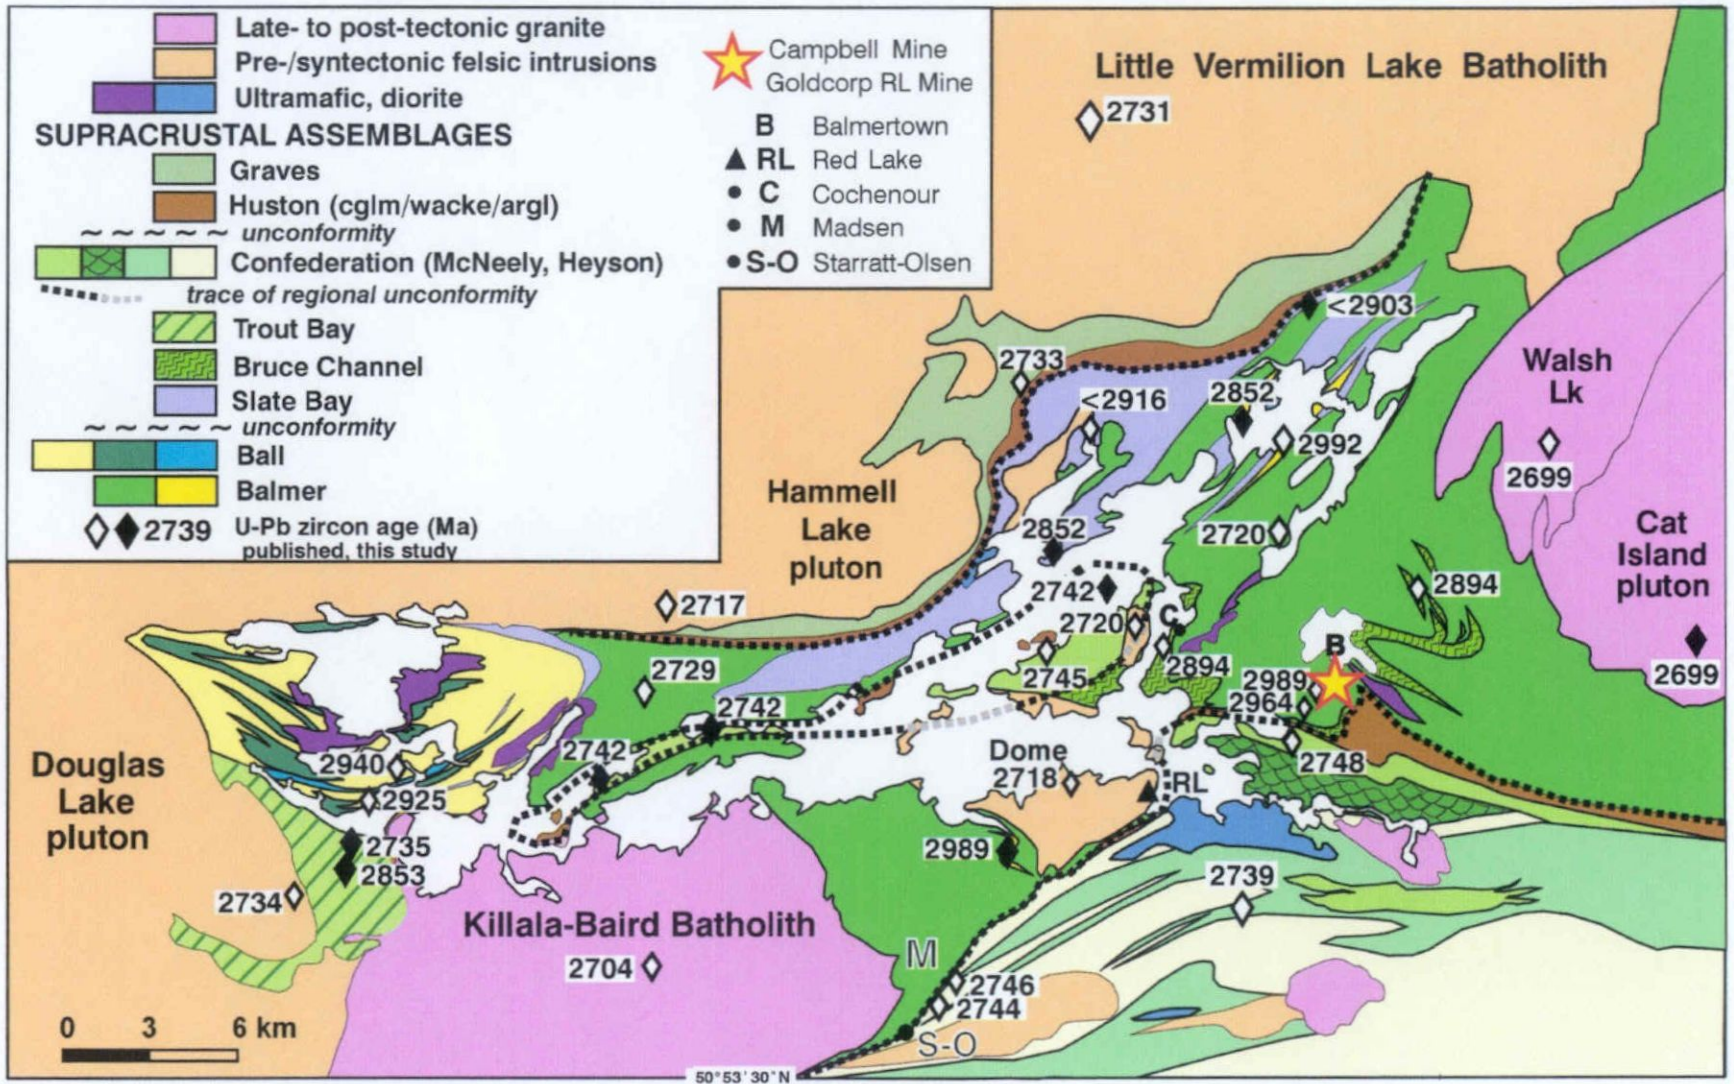 Late- to post-tectonic granite
Pre-/syntectonic felsic intrusions
Ultramafic, diorite
SUPRACRUSTAL ASSEMBLAGES
Graves
Huston (cglm/wacke/argl)
~ ~ ~ ~ ~ unconformity
Confederation (McNeely, Heyson)
trace of regional unconformity
Trout Bay
Bruce Channel
Slate Bay
~ ~ ~ ~ ~ unconformity
Ball
Balmer
2739 U-Pb zircon age (Ma)
published, this study
Campbell Mine
Goldcorp RL Mine
B Balmertown
RL Red Lake
C Cochenour
M Madsen
S-O Starratt-Olsen
Little Vermilion Lake Batholith
2731
<2903
2733
<2916
2852
2992
Walsh
Lk
2699
Hammell
Lake
pluton
2852
2720
Cat
Island
pluton
2742
2894
2717
2720
C
B
2699
2729
2745
2894
2989
2964
2742
2742
2748
Dome
2718
RL
Douglas
Lake
pluton
2940
2925
2735
2853
2989
2739
2734
Killala-Baird Batholith
2704
M
2746
2744
S-O
0 3 6 km
50°53'30"N